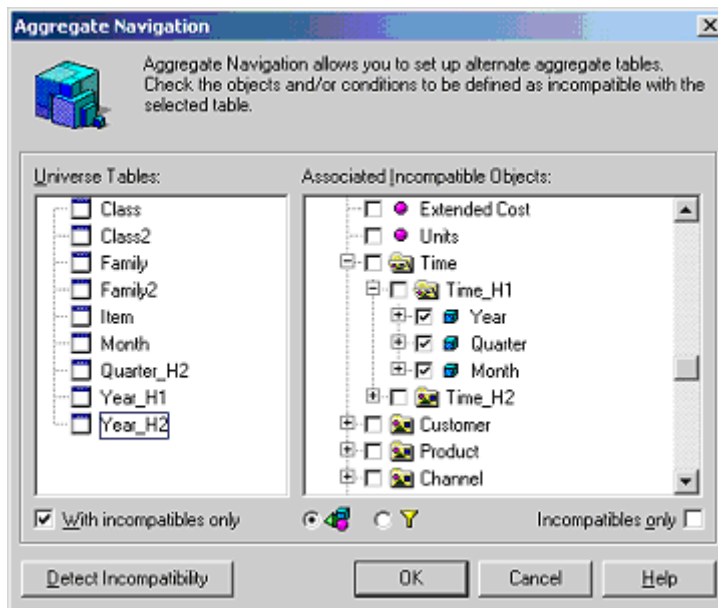 Aggregate Navigation
Aggregate Navigation allows you to set up alternate aggregate tables.
Check the objects and/or conditions to be defined as incompatible with the
selected table.
Universe Tables:
Class
Class2
Family
Family2
Item
Month
Quarter_H2
Year_H1
Year_H2
With incompatibles only
Associated Incompatible Objects:
Extended Cost
Units
Time
Time_H1
Year
Quarter
Month
Time_H2
Customer
Product
Channel
Incompatibles only
Detect Incompatibility
OK
Cancel
Help